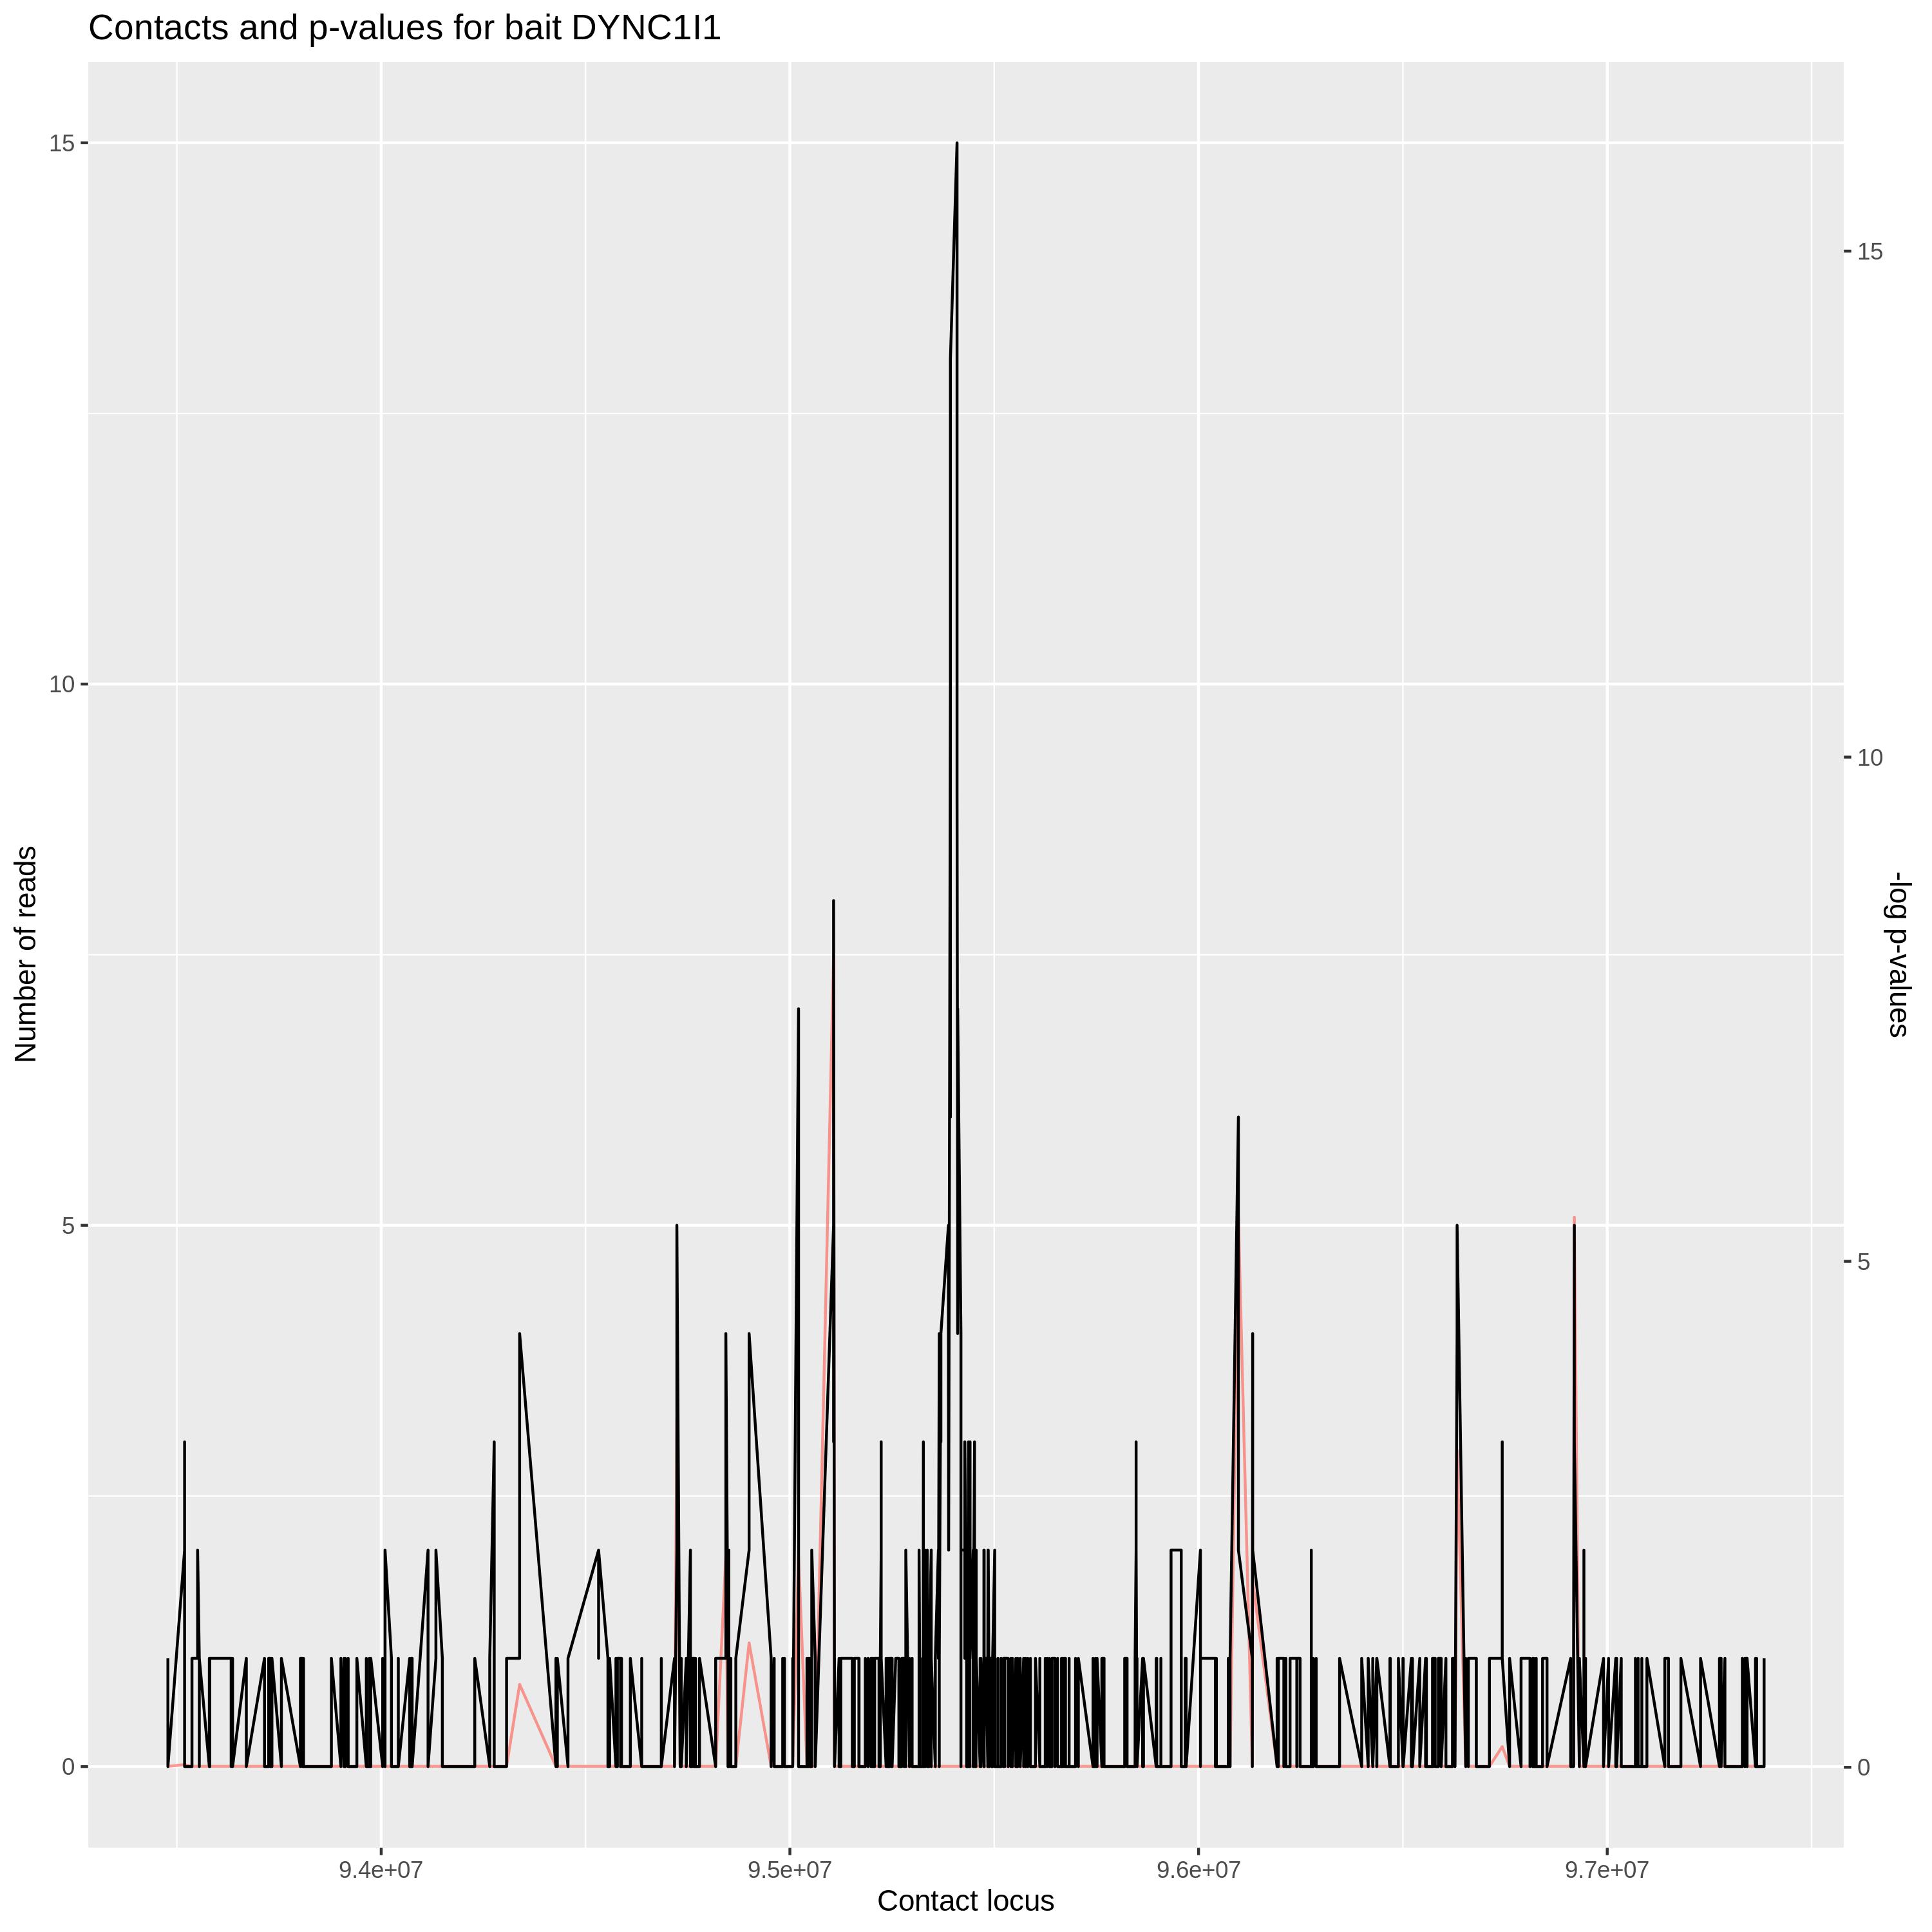 Contacts and p-values for bait DYNC1I1
15
10
5
0
Number of reads
15
10
5
0
-log p-values
9.4e+07
9.5e+07
9.6e+07
9.7e+07
Contact locus